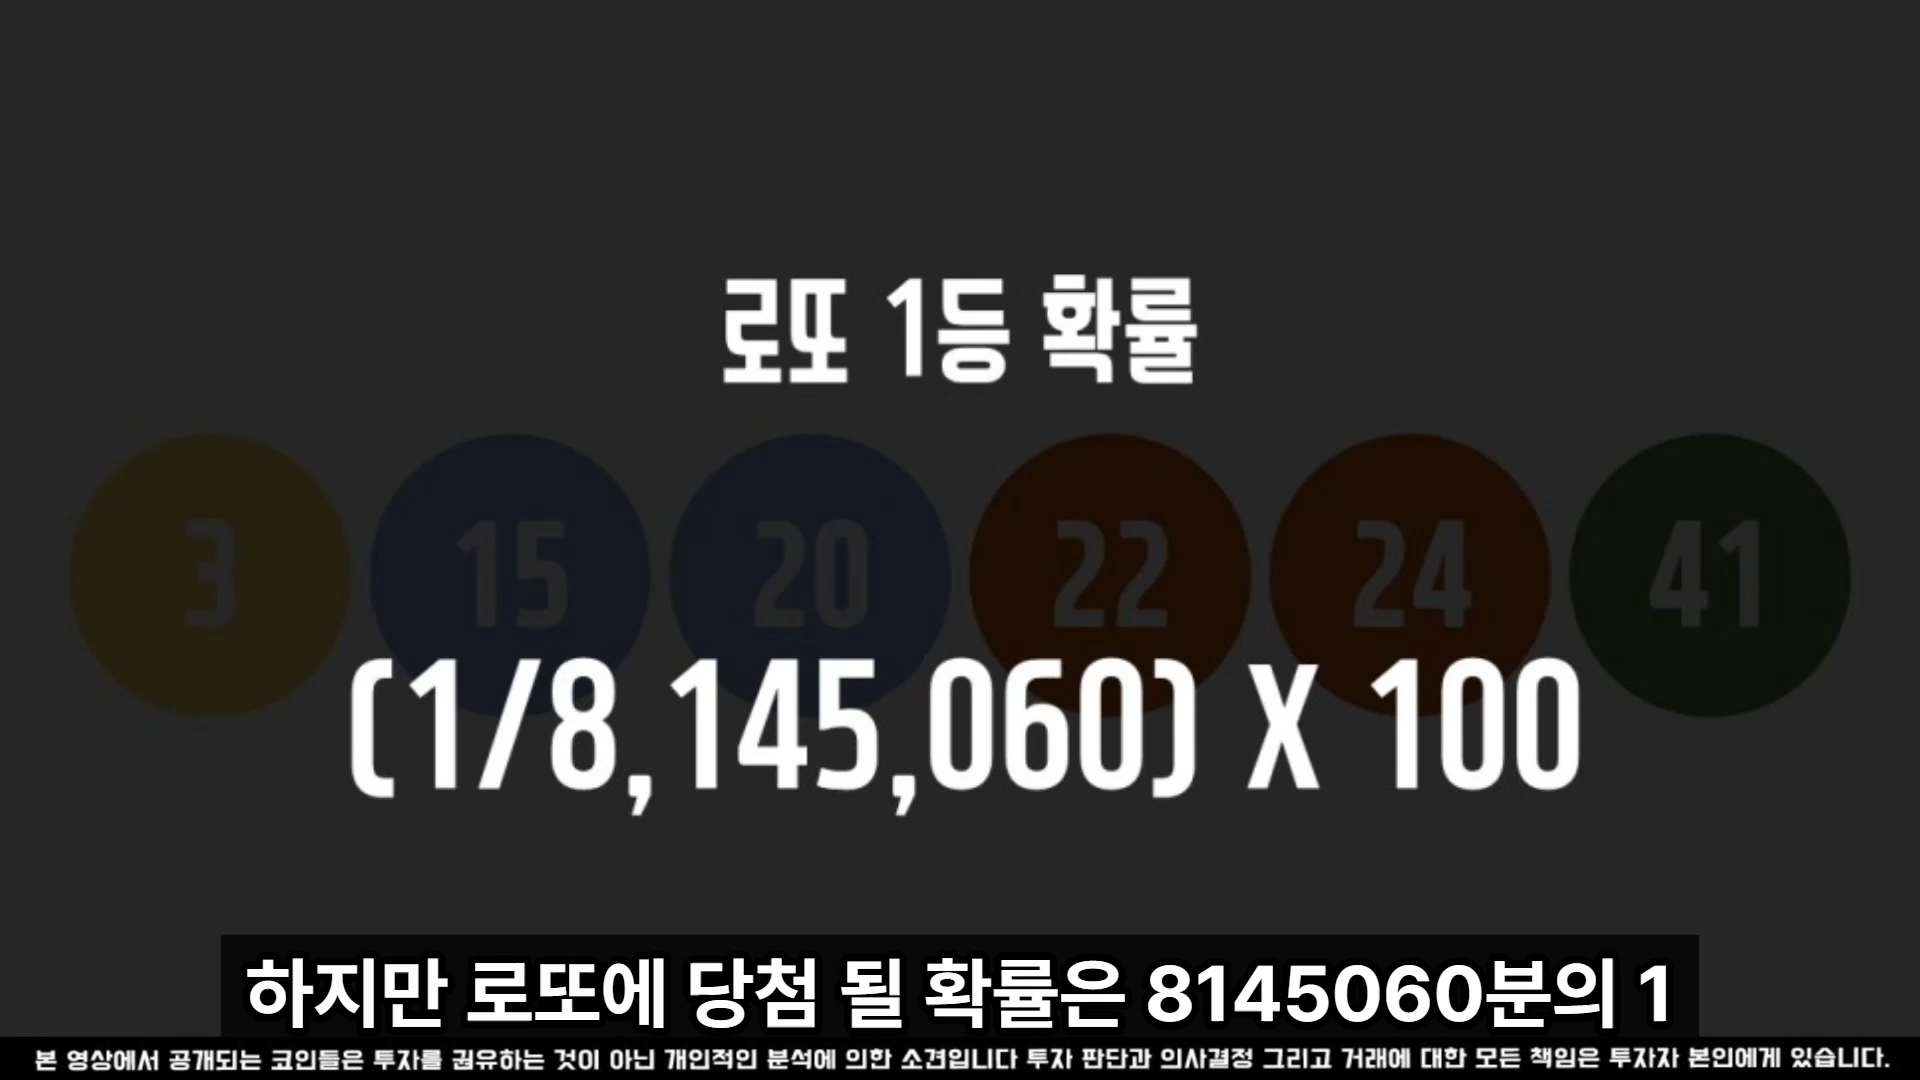 로또 1등 확률
3 15 20 22 24 41
(1/8,145,060) X 100
하지만 로또에 당첨 될 확률은 8145060분의 1
본 영상에서 공개되는 코인들은 투자를 권유하는 것이 아닌 개인적인 분석에 의한 소견입니다 투자 판단과 의사결정 그리고 거래에 대한 모든 책임은 투자자 본인에게 있습니다.